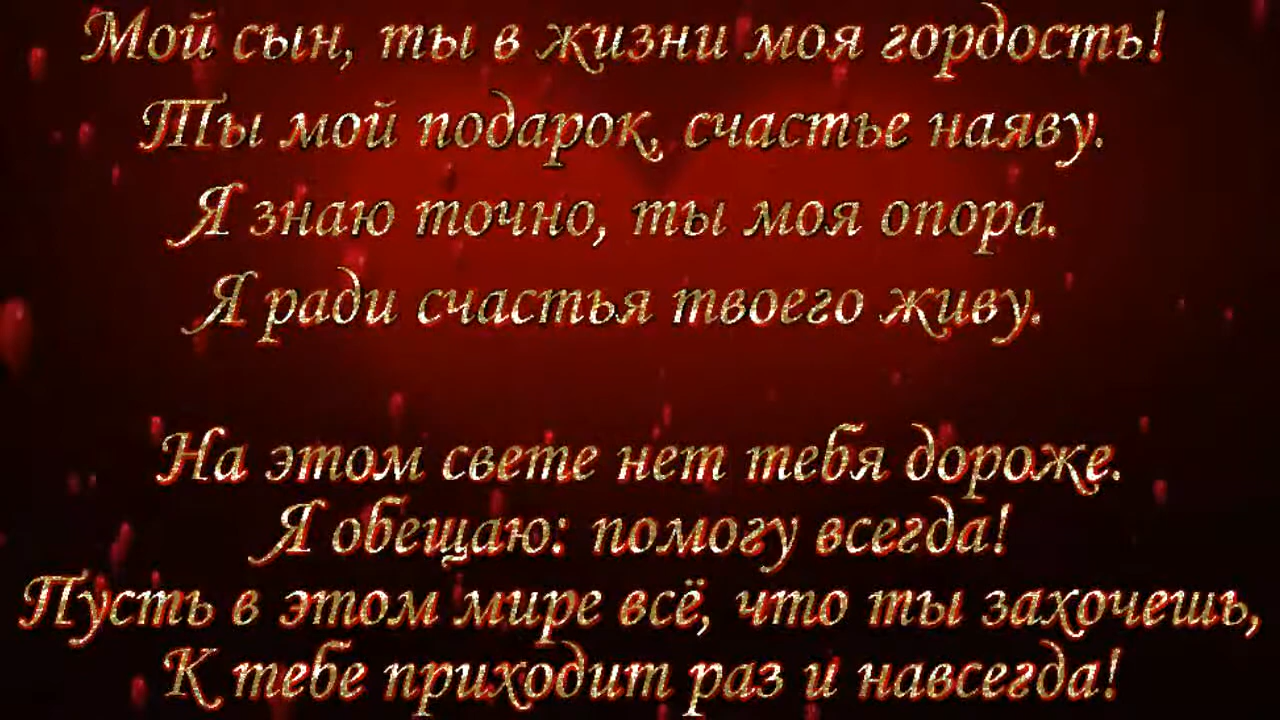 Мой сын, ты в жизни моя гордость!
Ты мой подарок, счастье наяву.
Я знаю точно, ты моя опора.
Я ради счастья твоего живу.
На этом свете нет тебя дороже.
Я обещаю: помогу всегда!
Пусть в этом мире всё, что ты захочешь,
К тебе приходит раз и навсегда!